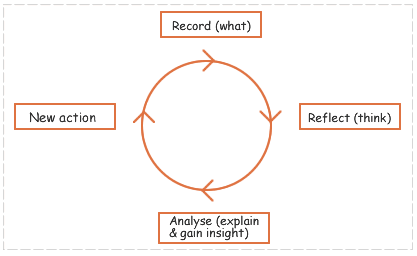 Record (what)
New action
Reflect (think)
Analyse (explain
& gain insight)